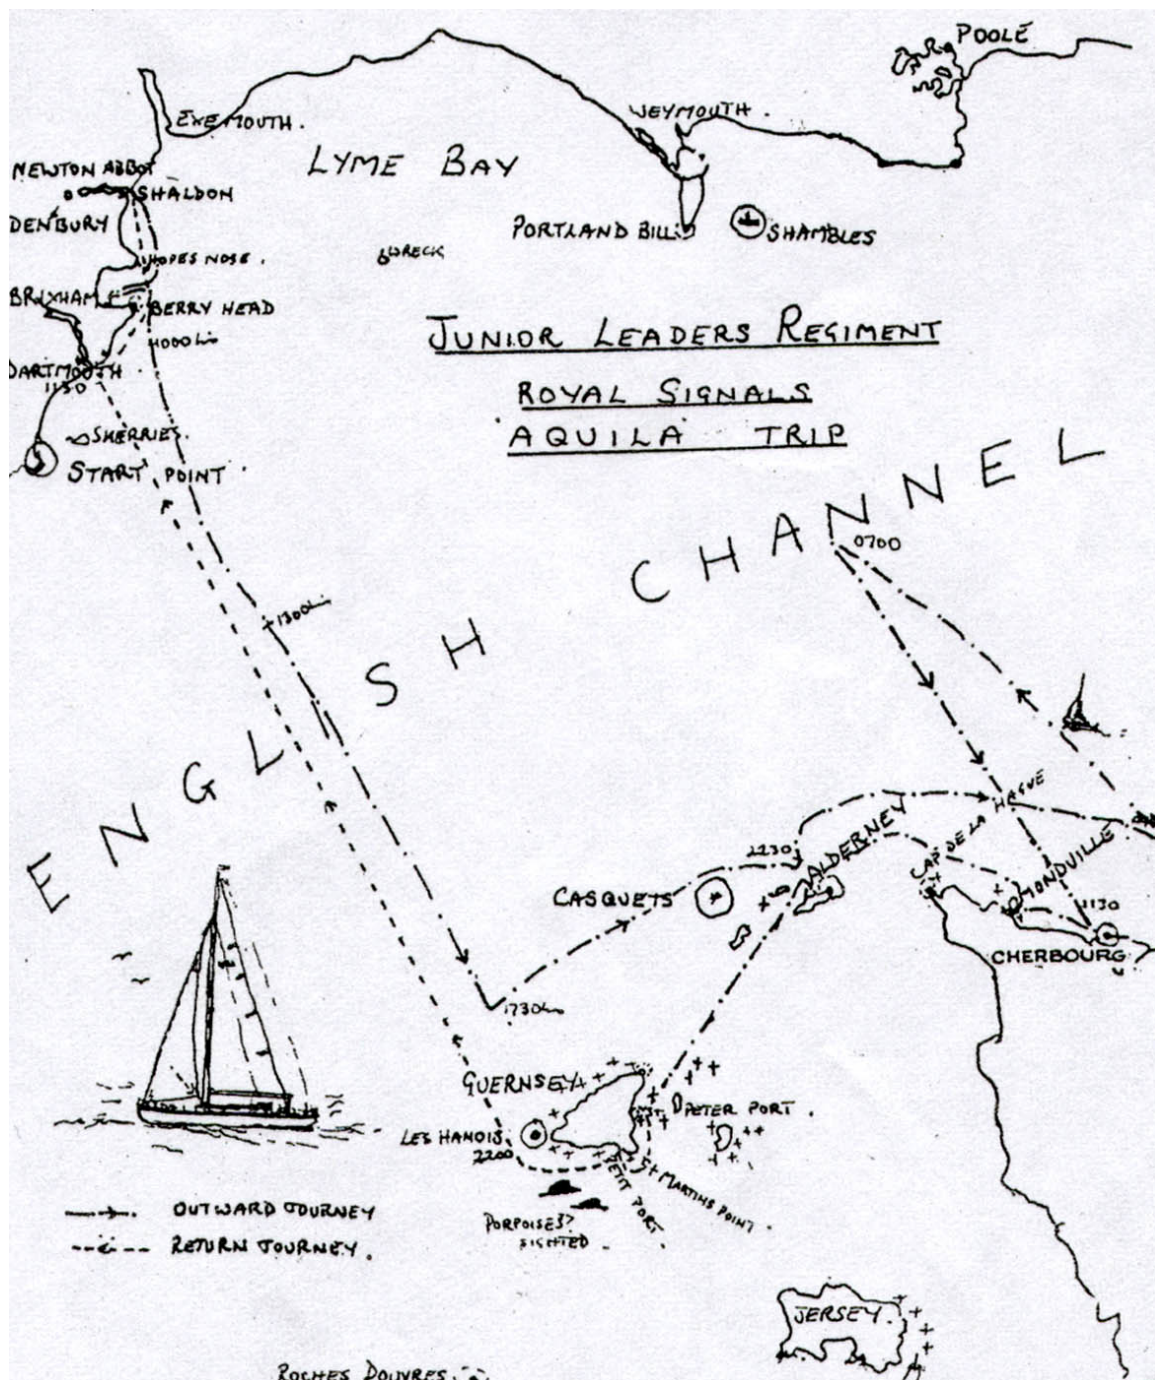 POOLE
EXEMOUTH.
WEYMOUTH.
LYME BAY
NEWTON ABBOT
SHALDON
DENBURY
PORTLAND BILL
SHAMBLES
HOPES NOSE.
WRECK
BRIXHAM
BERRY HEAD
JUNIOR LEADERS REGIMENT
DARTMOUTH.
1130
ROYAL SIGNALS
AQUILA TRIP
SKERRIES.
START POINT
ENGLISH CHANNEL
0700
1300
CAP DE LA HAGUE
ALDERNEY
2230
MONDVILLE
CASQUETS
1130
CHERBOURG
1730
GUERNSEY
PETER PORT.
LES HANOIS.
2200
ST MARTINS POINT.
PETIT PORT.
OUTWARD JOURNEY
PORPOISES?
SIGHTED.
RETURN JOURNEY.
JERSEY.
ROCHES DOUVRES.